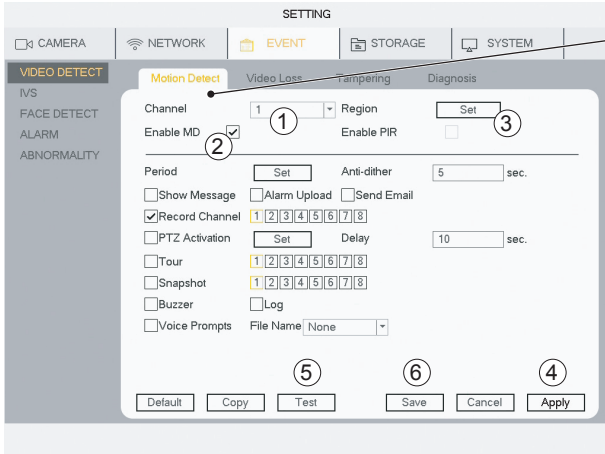 SETTING
CAMERA NETWORK EVENT STORAGE SYSTEM
VIDEO DETECT
IVS
FACE DETECT
ALARM
ABNORMALITY
Motion Detect Video Loss Tampering Diagnosis
Channel 1 1 Region Set 3
Enable MD 2 Enable PIR
Period Set Anti-dither 5 sec.
Show Message Alarm Upload Send Email
Record Channel 1 2 3 4 5 6 7 8
PTZ Activation Set Delay 10 sec.
Tour 1 2 3 4 5 6 7 8
Snapshot 1 2 3 4 5 6 7 8
Buzzer Log
Voice Prompts File Name None
5 6 4
Default Copy Test Save Cancel Apply